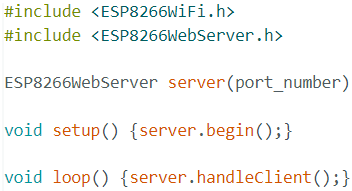 #include <ESP8266WiFi.h>
#include <ESP8266WebServer.h>
ESP8266WebServer server(port_number)
void setup() {server.begin();}
void loop() {server.handleClient();}